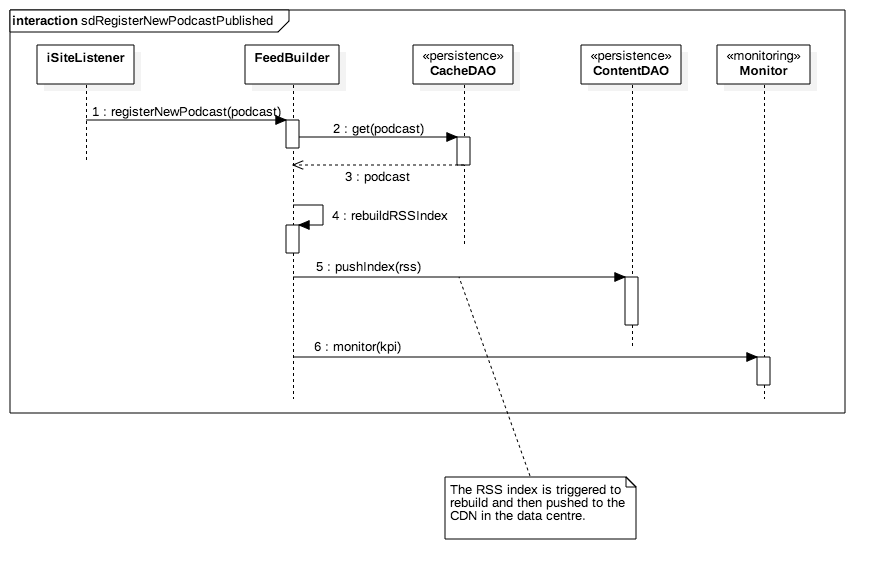 interaction sdRegisterNewPodcastPublished
iSiteListener
FeedBuilder
«persistence»
CacheDAO
«persistence»
ContentDAO
«monitoring»
Monitor
1 : registerNewPodcast(podcast)
2 : get(podcast)
3 : podcast
4 : rebuildRSSIndex
5 : pushIndex(rss)
6 : monitor(kpi)
The RSS index is triggered to
rebuild and then pushed to the
CDN in the data centre.